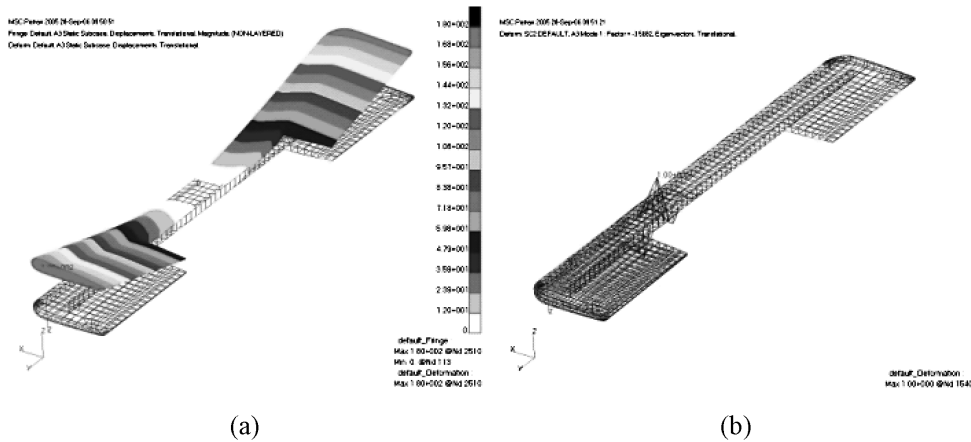 MSC.Patran 2005 28-Sep-06 08:50:51
Fringe: Default, A3:Static Subcase, Displacements, Translational, Magnitude, (NON-LAYERED)
Deform: Default, A3:Static Subcase, Displacements, Translational,
1.80+002
1.68+002
1.56+002
1.44+002
1.32+002
1.20+002
1.08+002
9.57+001
8.38+001
7.18+001
5.98+001
4.79+001
3.59+001
2.39+001
1.20+001
0.
Z
X
Y
default_Fringe :
Max 1.80+002 @Nd 2510
Min 0. @Nd 113
default_Deformation :
Max 1.80+002 @Nd 2510
(a)
MSC.Patran 2005 28-Sep-06 08:51:21
Deform: SC2:DEFAULT, A3:Mode 1 : Factor = -.15882, Eigenvectors, Translational,
Z
X
Y
default_Deformation :
Max 1.00+000 @Nd 1540
(b)